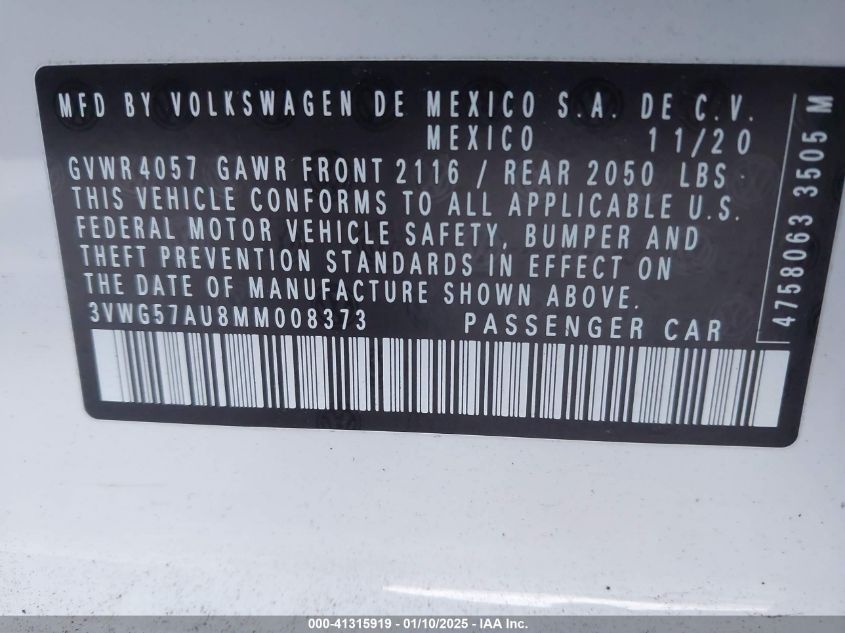 MFD BY VOLKSWAGEN DE MEXICO S.A. DE C.V.
MEXICO 11/20
GVWR 4057 GAWR FRONT 2116 / REAR 2050 LBS
THIS VEHICLE CONFORMS TO ALL APPLICABLE U.S.
FEDERAL MOTOR VEHICLE SAFETY, BUMPER AND
THEFT PREVENTION STANDARDS IN EFFECT ON
THE DATE OF MANUFACTURE SHOWN ABOVE.
3VWG57AU8MM008373 PASSENGER CAR
4758063 3505 M
000-41315919 - 01/10/2025 - IAA Inc.